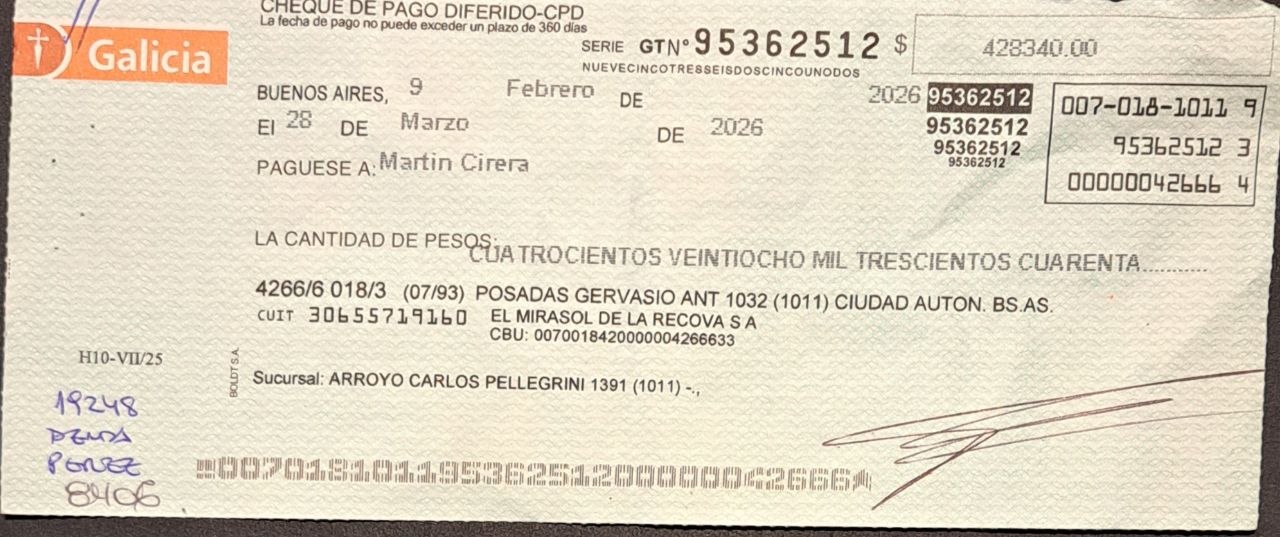 CHEQUE DE PAGO DIFERIDO-CPD
La fecha de pago no puede exceder un plazo de 360 días
Galicia
SERIE GTN° 95362512 $ 428340.00
NUEVECINCOTRESSEISDOSCINCOUNODOS
BUENOS AIRES, 9 Febrero DE 2026 95362512
El 28 DE Marzo DE 2026 95362512
95362512
95362512
007-018-1011 9
95362512 3
00000042666 4
PAGUESE A: Martin Cirera
LA CANTIDAD DE PESOS: CUATROCIENTOS VEINTIOCHO MIL TRESCIENTOS CUARENTA...........
4266/6 018/3 (07/93) POSADAS GERVASIO ANT 1032 (1011) CIUDAD AUTON. BS.AS.
CUIT 30655719160 EL MIRASOL DE LA RECOVA S A
CBU: 0070018420000004266633
H10-VII/25
BOLDT S.A.
Sucursal: ARROYO CARLOS PELLEGRINI 1391 (1011) -.,
19248
PEREZ
8406